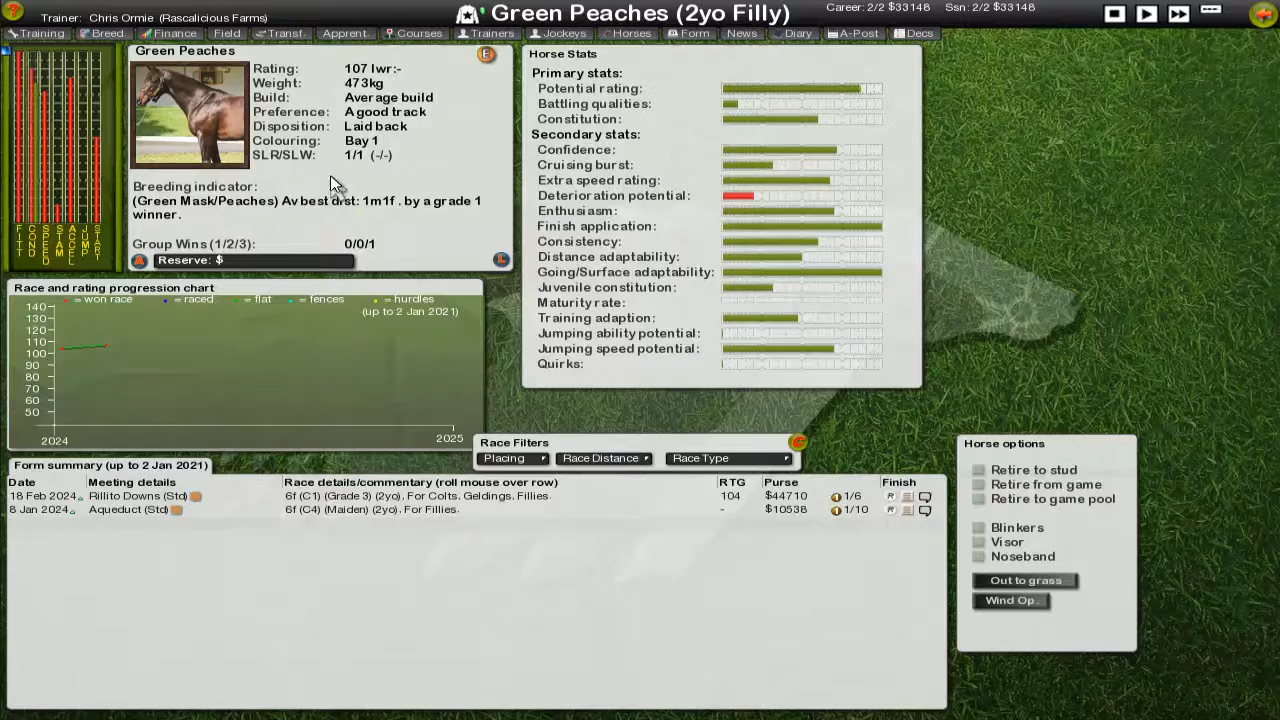 Trainer: Chris Ormie (Rascalicious Farms)
Green Peaches (2yo Filly)
Career: 2/2 $33148 Ssn: 2/2 $33148
Training Breed. Finance Field Transf. Apprent. Courses Trainers Jockeys Horses Form News Diary A-Post Docs
Green Peaches
Rating: 107 lwr:-
Weight: 473kg
Build: Average build
Preference: A good track
Disposition: Laid back
Colouring: Bay 1
SLR/SLW: 1/1 (-/-)
Breeding indicator:
(Green Mask/Peaches) Av best dist: 1m1f . by a grade 1
winner.
Group Wins (1/2/3): 0/0/1
Reserve: $
FITT COND SPEED STAM ACCEL JUMP START
Horse Stats
Primary stats:
Potential rating:
Battling qualities:
Constitution:
Secondary stats:
Confidence:
Cruising burst:
Extra speed rating:
Deterioration potential:
Enthusiasm:
Finish application:
Consistency:
Distance adaptability:
Going/Surface adaptability:
Juvenile constitution:
Maturity rate:
Training adaption:
Jumping ability potential:
Jumping speed potential:
Quirks:
Race and rating progression chart
= won race = raced = flat = fences = hurdles
(up to 2 Jan 2021)
140
130
120
110
100
90
80
70
60
50
2024 2025
Race Filters
Placing Race Distance Race Type
Form summary (up to 2 Jan 2021)
Date Meeting details Race details/commentary (roll mouse over row) RTG Purse Finish
18 Feb 2024 Rillito Downs (Std) 6f (C1) (Grade 3) (2yo). For Colts. Geldings. Fillies. 104 $44710 1/6 R
8 Jan 2024 Aqueduct (Std) 6f (C4) (Maiden) (2yo). For Fillies. - $10538 1/10 R
Horse options
Retire to stud
Retire from game
Retire to game pool
Blinkers
Visor
Noseband
Out to grass
Wind Op.